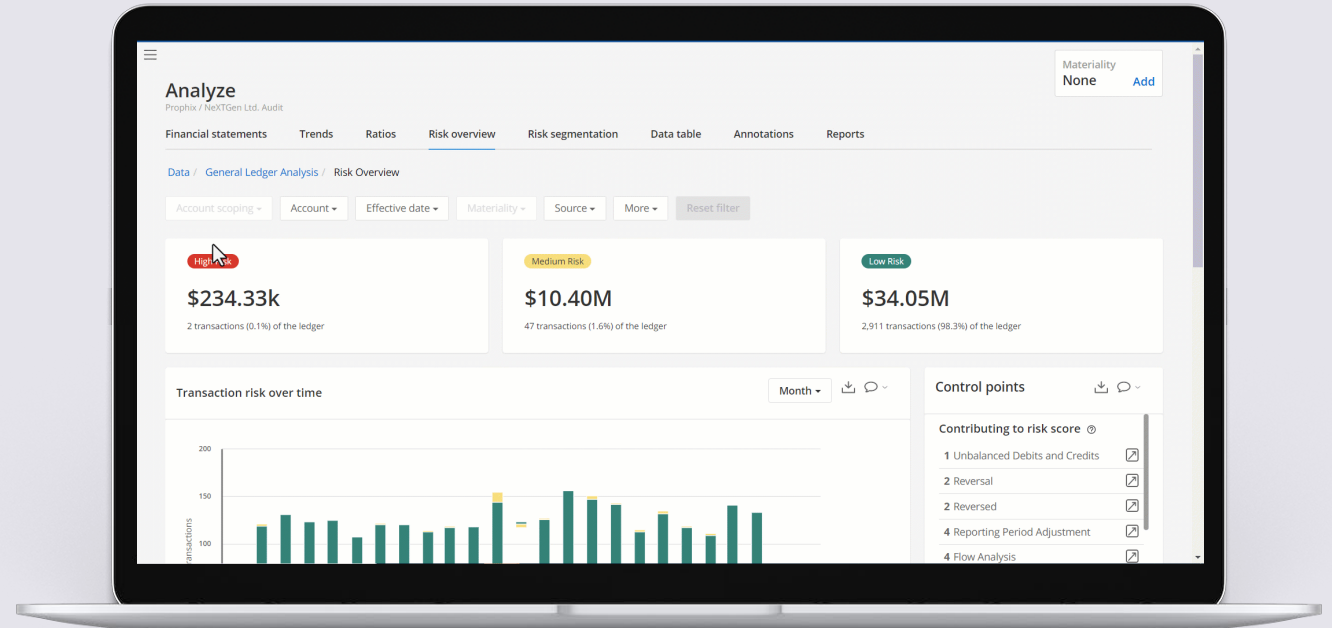 Materiality
None Add
Analyze
Prophix / NeXTGen Ltd. Audit
Financial statements Trends Ratios Risk overview Risk segmentation Data table Annotations Reports
Data / General Ledger Analysis / Risk Overview
Account scoping Account Effective date Materiality Source More Reset filter
High Risk Medium Risk Low Risk
$234.33k $10.40M $34.05M
2 transactions (0.1%) of the ledger 47 transactions (1.6%) of the ledger 2,911 transactions (98.3%) of the ledger
Transaction risk over time Month
Control points
Contributing to risk score
1 Unbalanced Debits and Credits
2 Reversal
2 Reversed
4 Reporting Period Adjustment
4 Flow Analysis
200
150
100